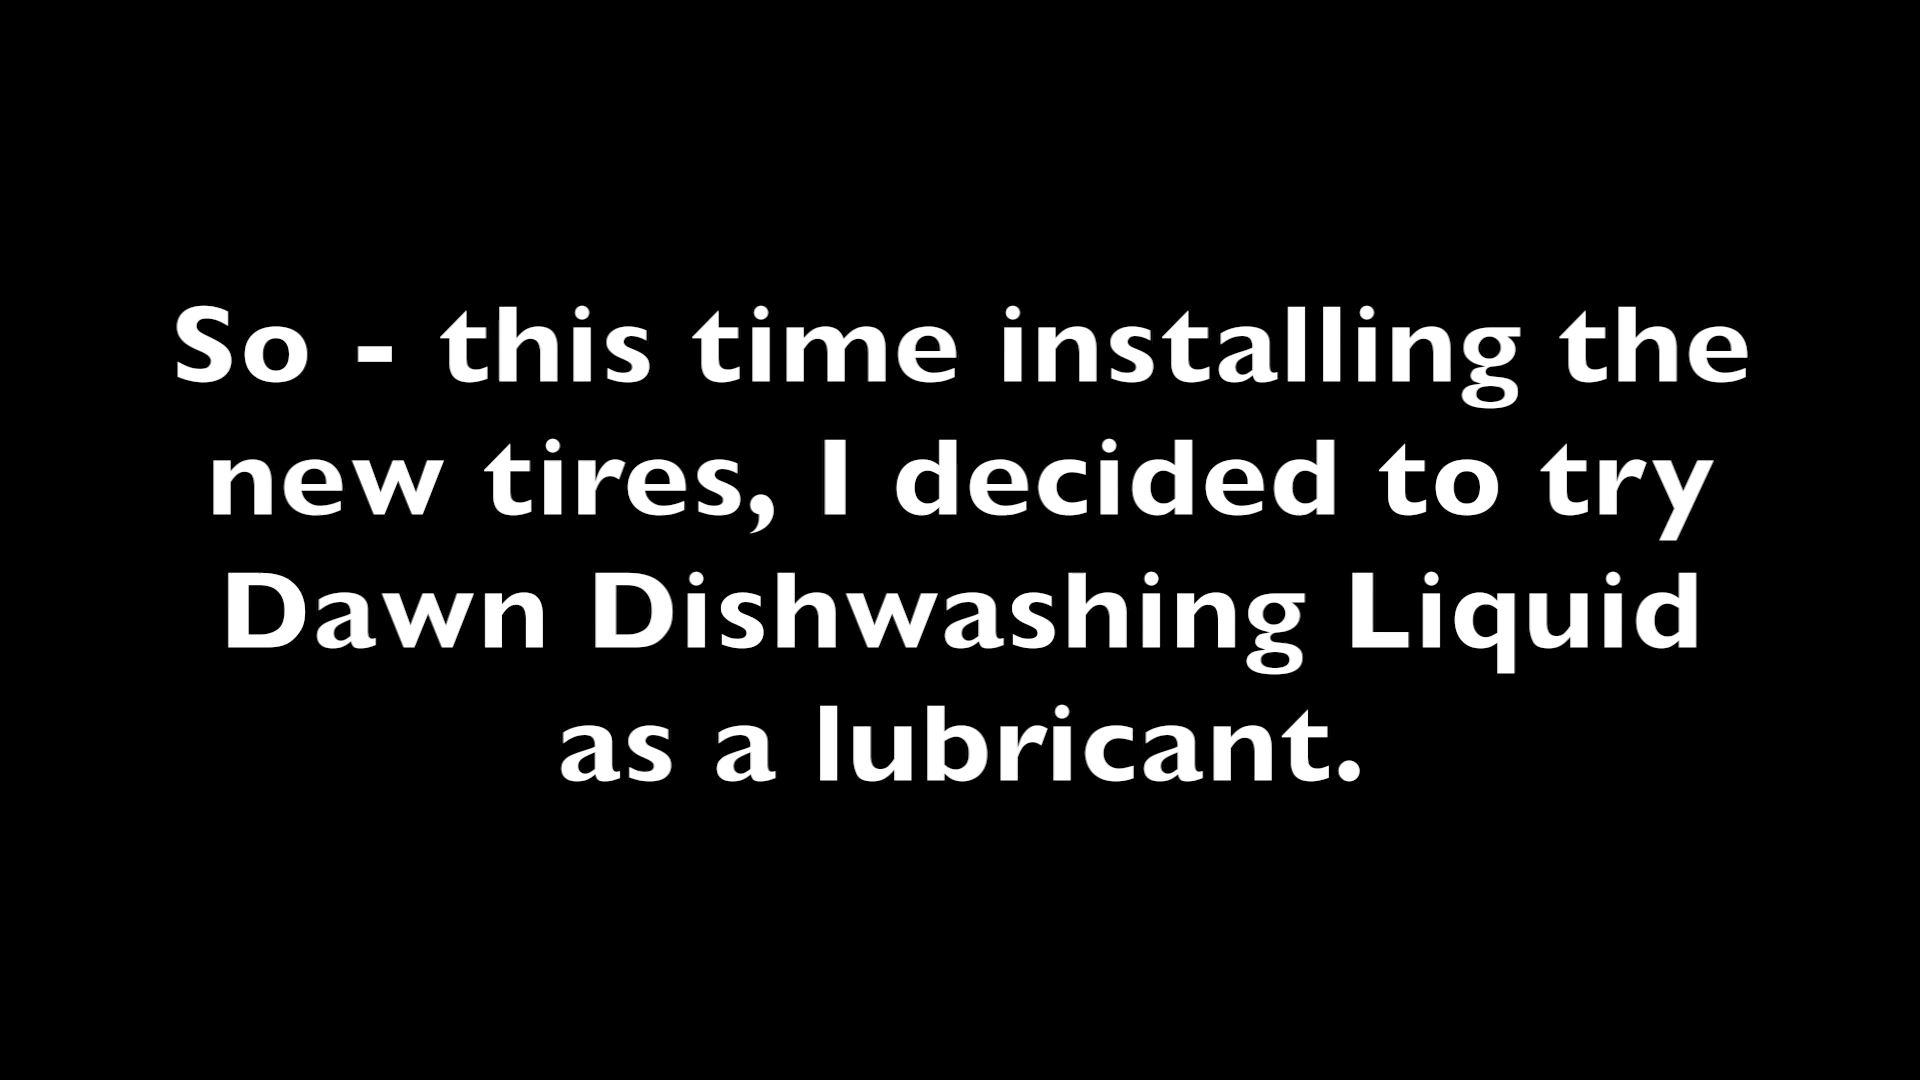 So - this time installing the
new tires, I decided to try
Dawn Dishwashing Liquid
as a lubricant.